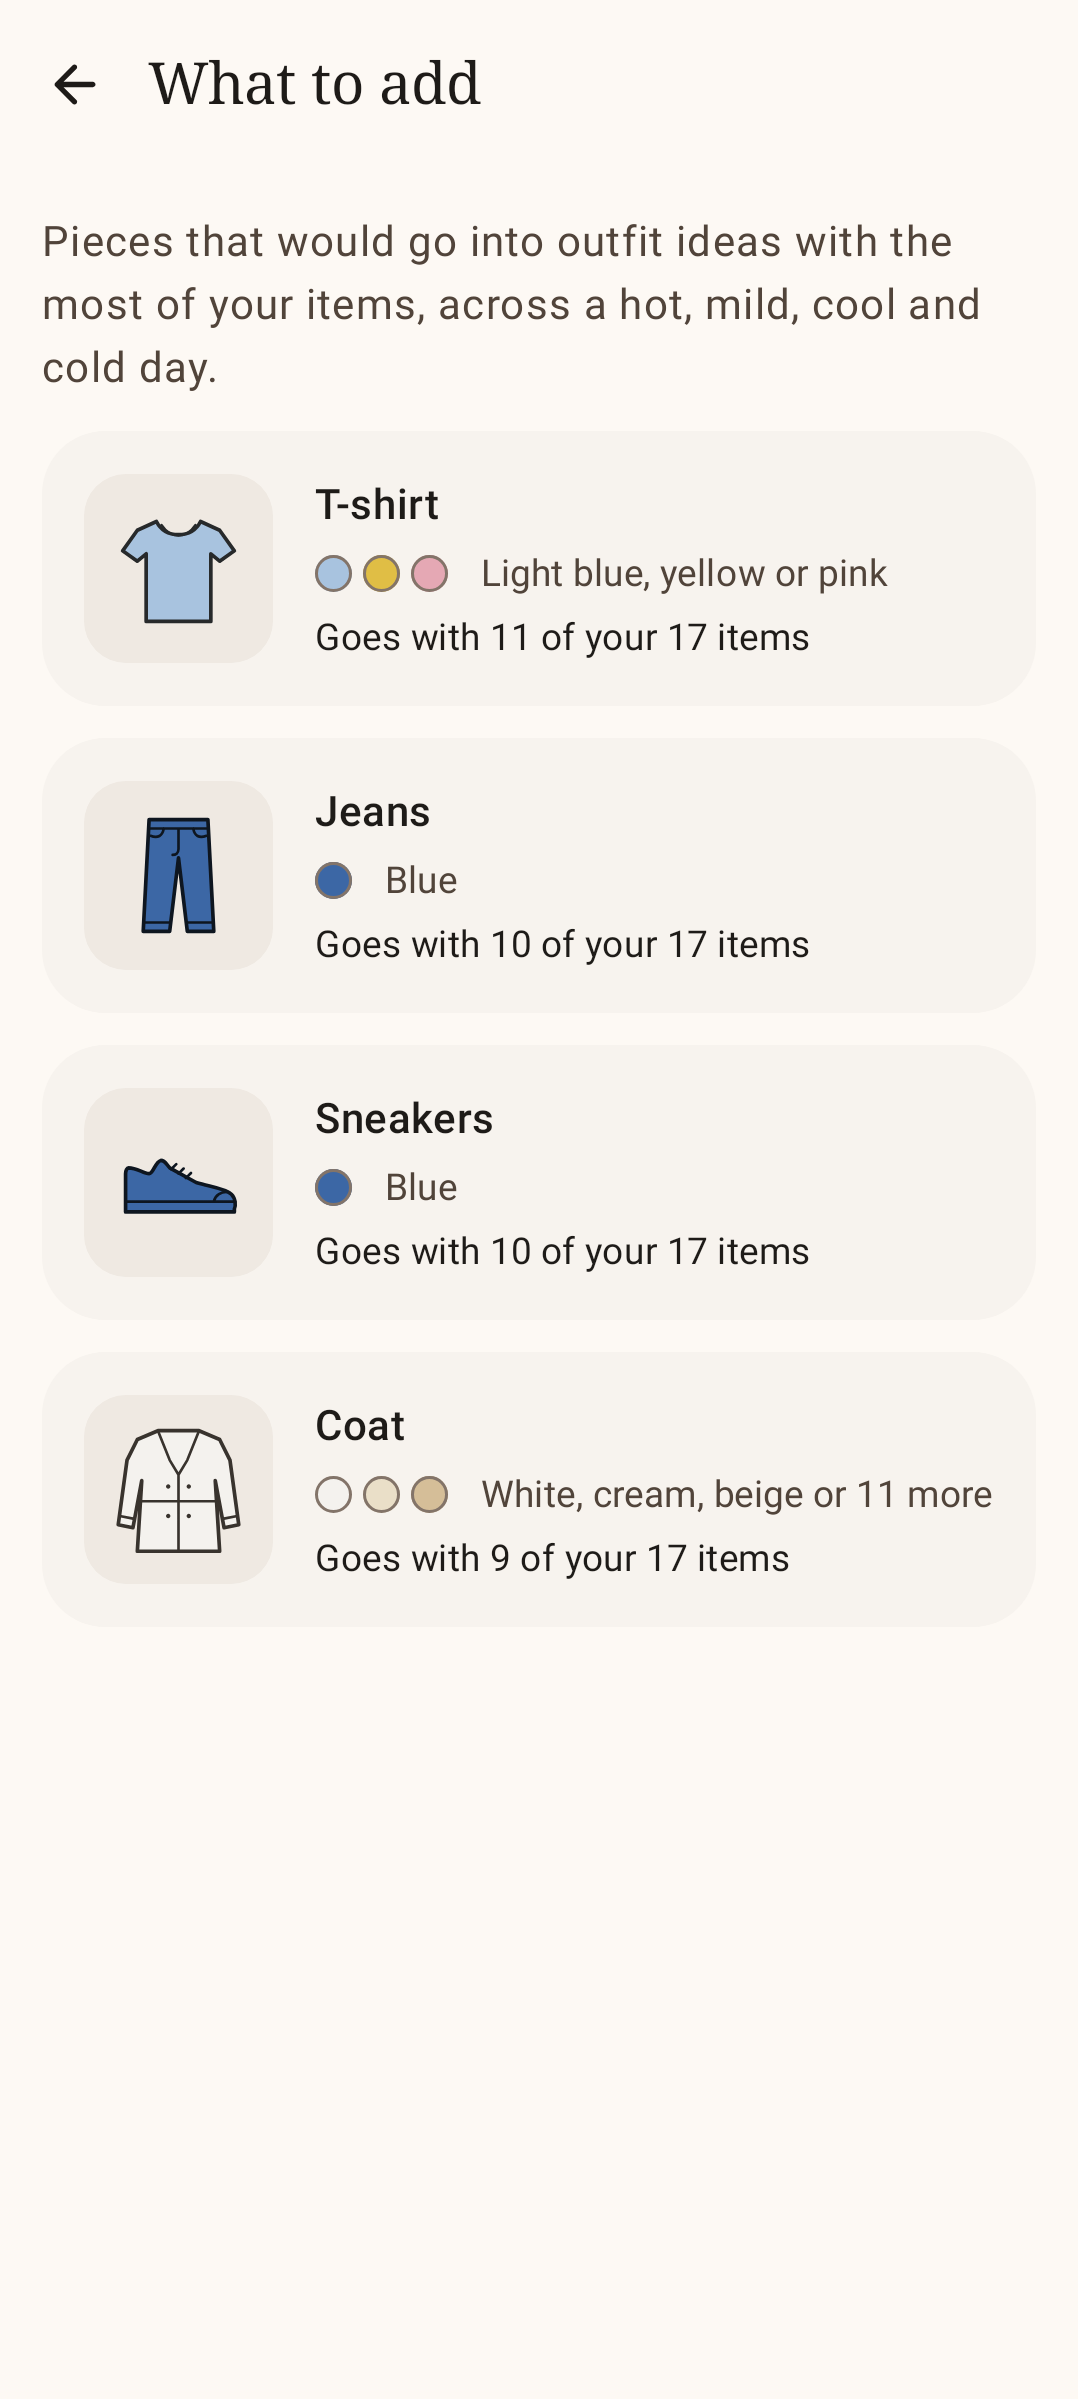 What to add
Pieces that would go into outfit ideas with the
most of your items, across a hot, mild, cool and
cold day.
T-shirt
Light blue, yellow or pink
Goes with 11 of your 17 items
Jeans
Blue
Goes with 10 of your 17 items
Sneakers
Blue
Goes with 10 of your 17 items
Coat
White, cream, beige or 11 more
Goes with 9 of your 17 items